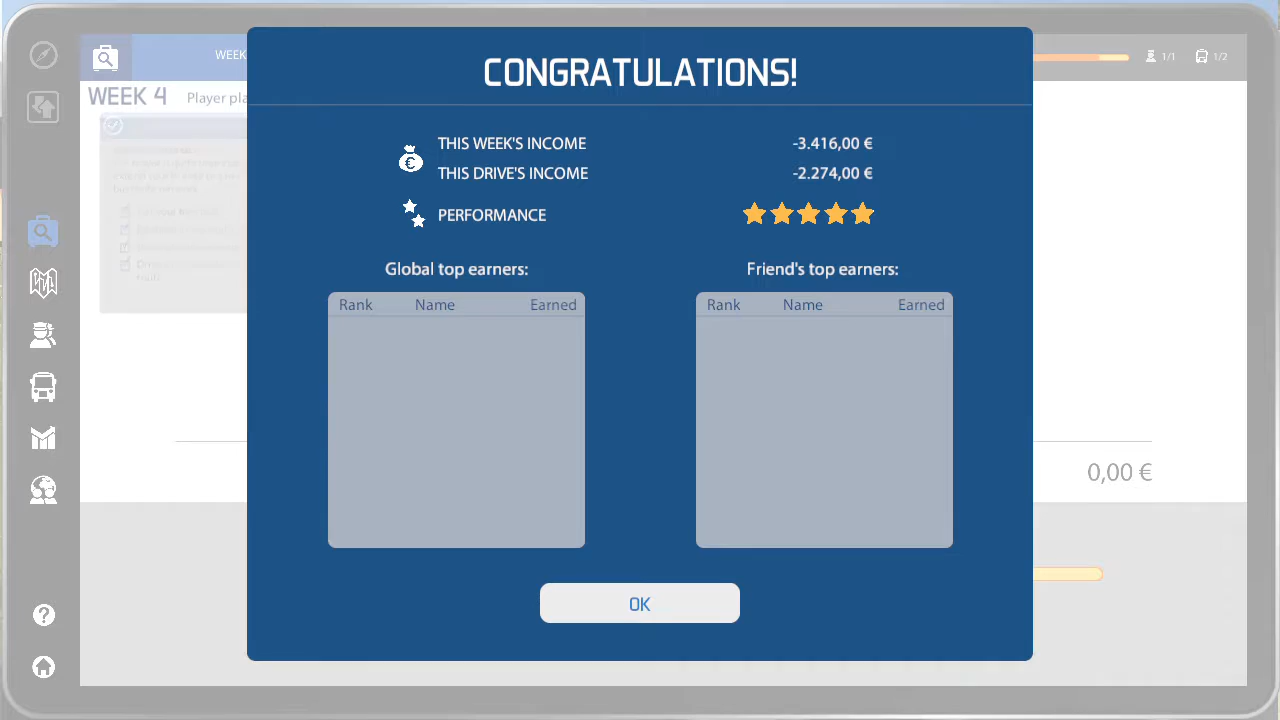 WEEK
1/1
1/2
WEEK 4
Player pla
CONGRATULATIONS!
THIS WEEK'S INCOME -3.416,00 €
THIS DRIVE'S INCOME -2.274,00 €
PERFORMANCE
Global top earners:
Rank Name Earned
Friend's top earners:
Rank Name Earned
0,00 €
OK